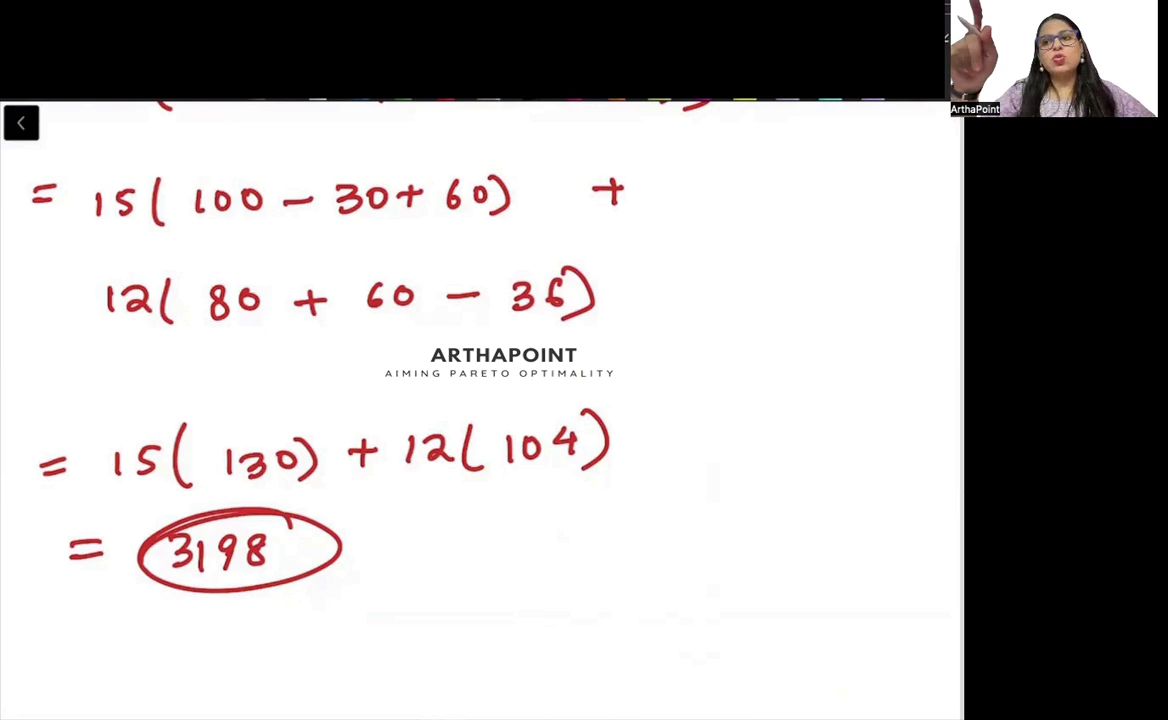 ArthaPoint
= 15( 100 - 30 + 60) +
12( 80 + 60 - 36)
ARTHAPOINT
AIMING PARETO OPTIMALITY
= 15( 130) + 12( 104)
= 3198